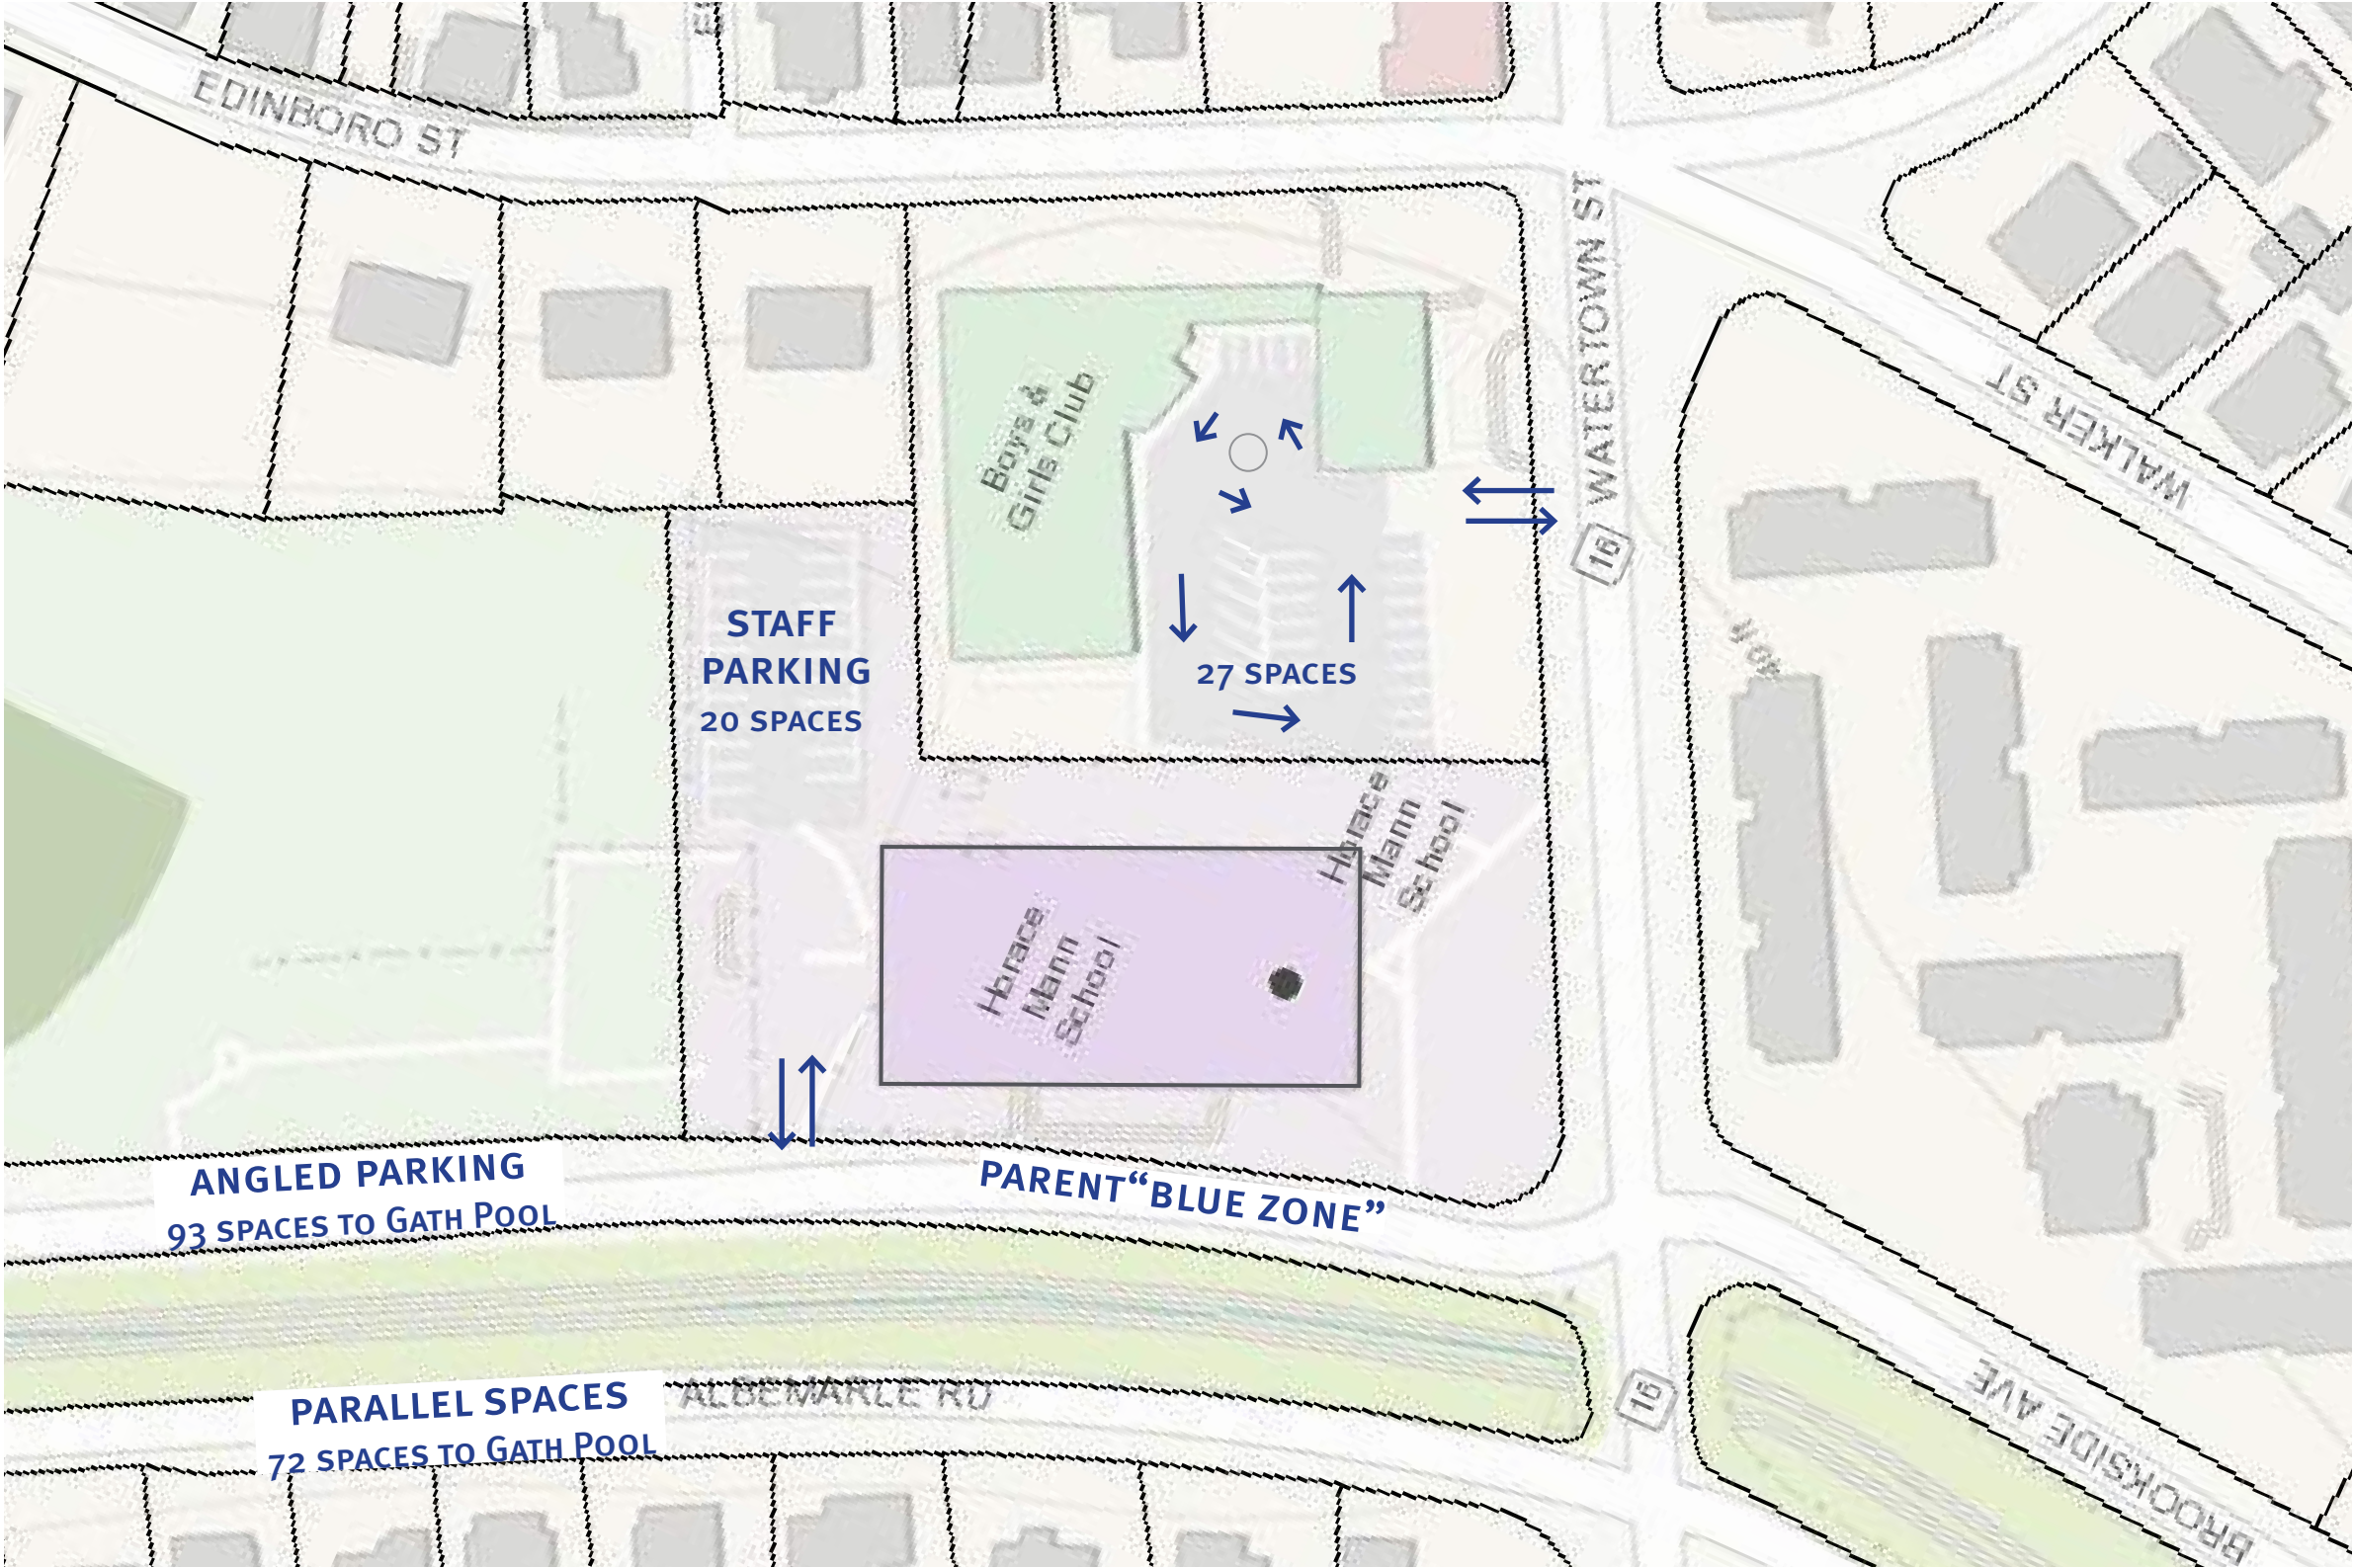 EDINBORO ST
WATERTOWN ST
WALKER ST
Boys &
Girls Club
16
STAFF
PARKING
20 SPACES
27 SPACES
Horace
Mann
School
Horace
Mann
School
ANGLED PARKING
93 SPACES TO GATH POOL
PARENT “BLUE ZONE”
PARALLEL SPACES
72 SPACES TO GATH POOL
ALBEMARLE RD
16
BROOKSIDE AVE